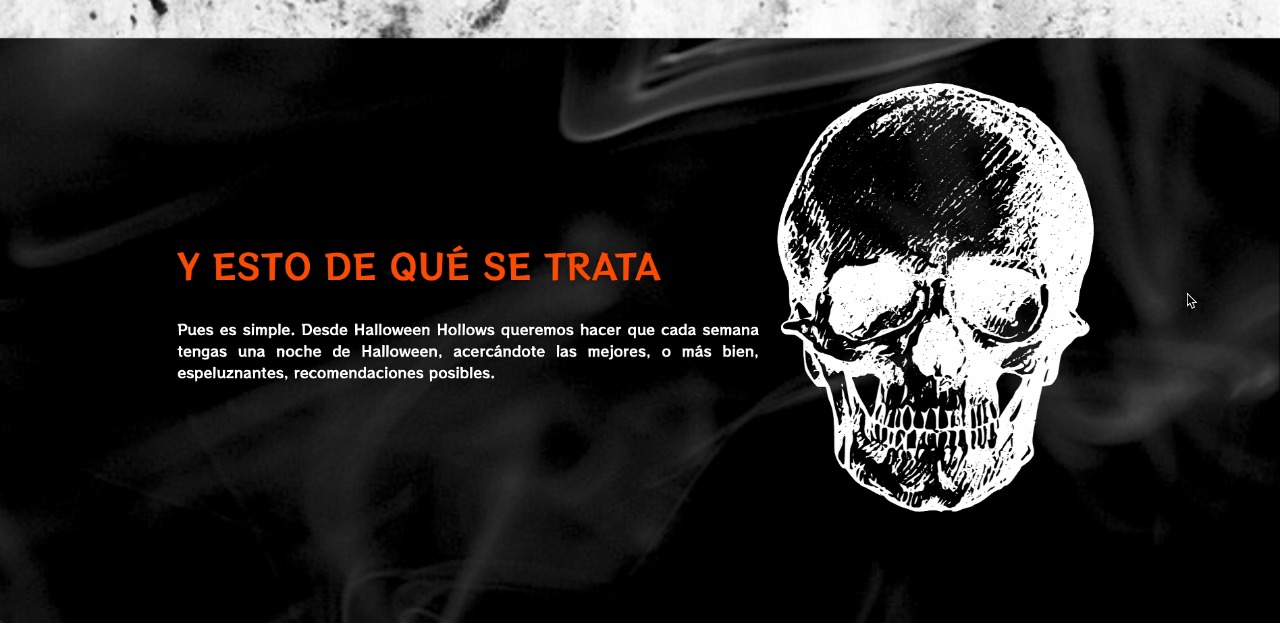 Y ESTO DE QUÉ SE TRATA
Pues es simple. Desde Halloween Hollows queremos hacer que cada semana
tengas una noche de Halloween, acercándote las mejores, o más bien,
espeluznantes, recomendaciones posibles.